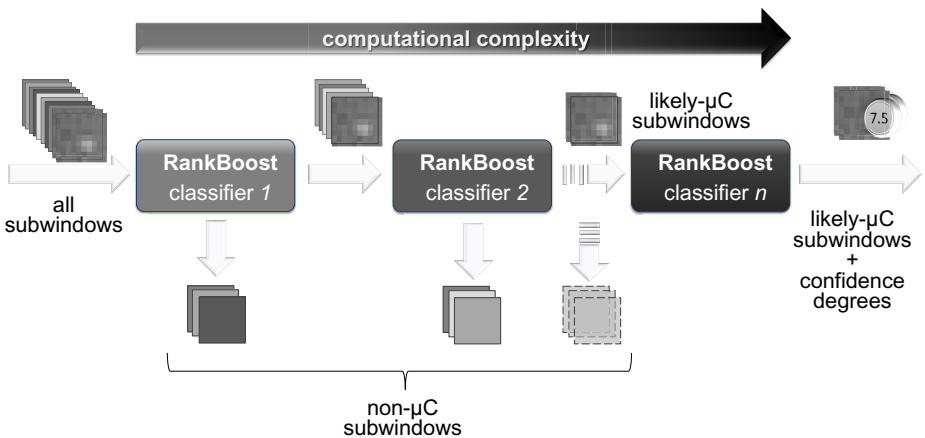 computational complexity
likely-µC
subwindows
7.5
RankBoost
classifier 1
RankBoost
classifier 2
RankBoost
classifier n
all
subwindows
likely-µC
subwindows
+
confidence
degrees
non-µC
subwindows